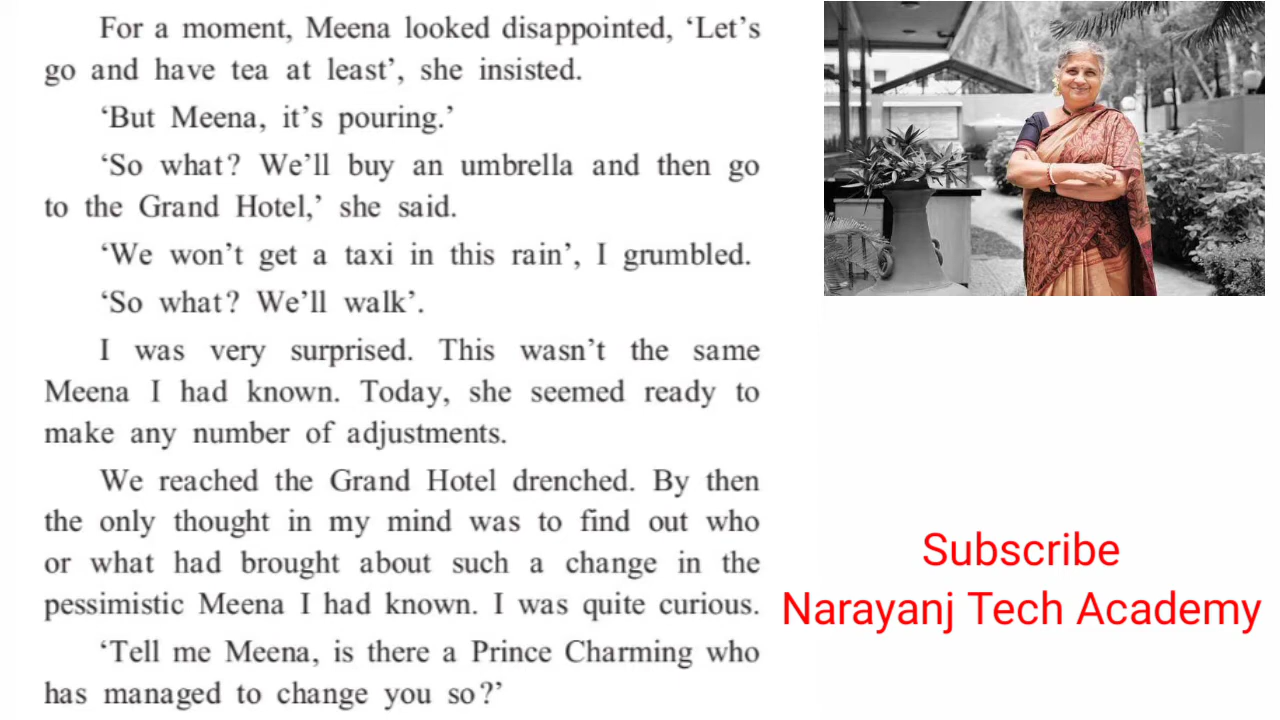 For a moment, Meena looked disappointed, ‘Let’s
go and have tea at least’, she insisted.
‘But Meena, it’s pouring.’
‘So what? We’ll buy an umbrella and then go
to the Grand Hotel,’ she said.
‘We won’t get a taxi in this rain’, I grumbled.
‘So what? We’ll walk’.
I was very surprised. This wasn’t the same
Meena I had known. Today, she seemed ready to
make any number of adjustments.
We reached the Grand Hotel drenched. By then
the only thought in my mind was to find out who
or what had brought about such a change in the
pessimistic Meena I had known. I was quite curious.
‘Tell me Meena, is there a Prince Charming who
has managed to change you so?’
Subscribe
Narayanj Tech Academy